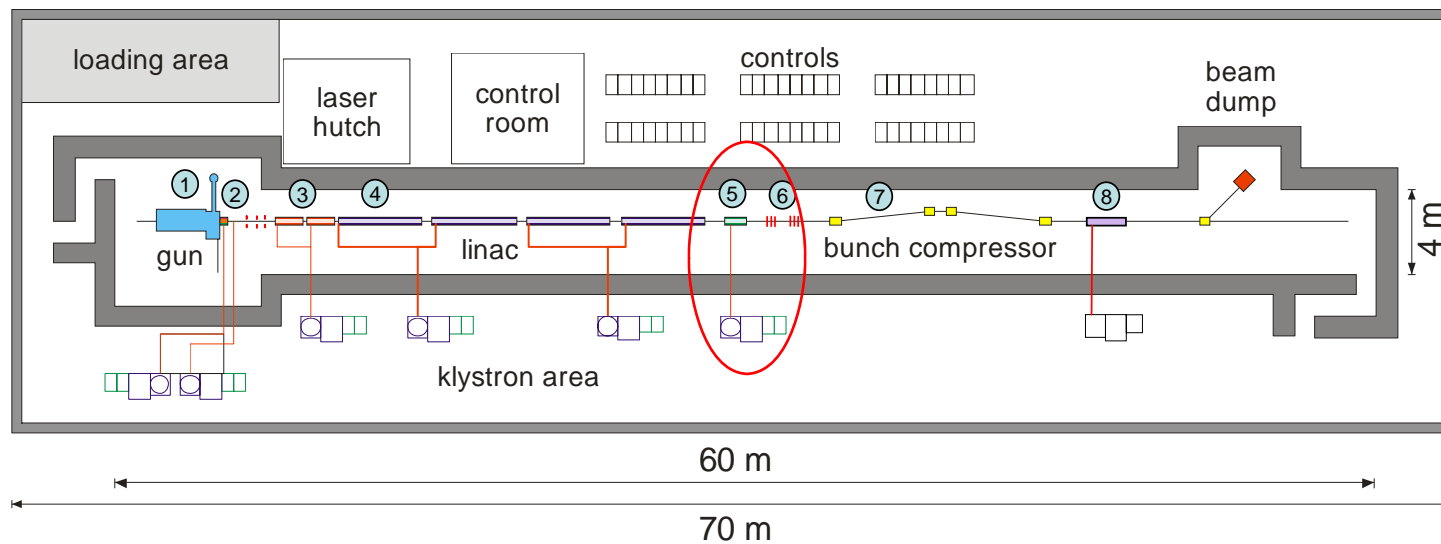 loading area
laser
hutch
control
room
controls
beam
dump
1
2
3
4
5
6
7
8
gun
linac
bunch compressor
4 m
klystron area
60 m
70 m